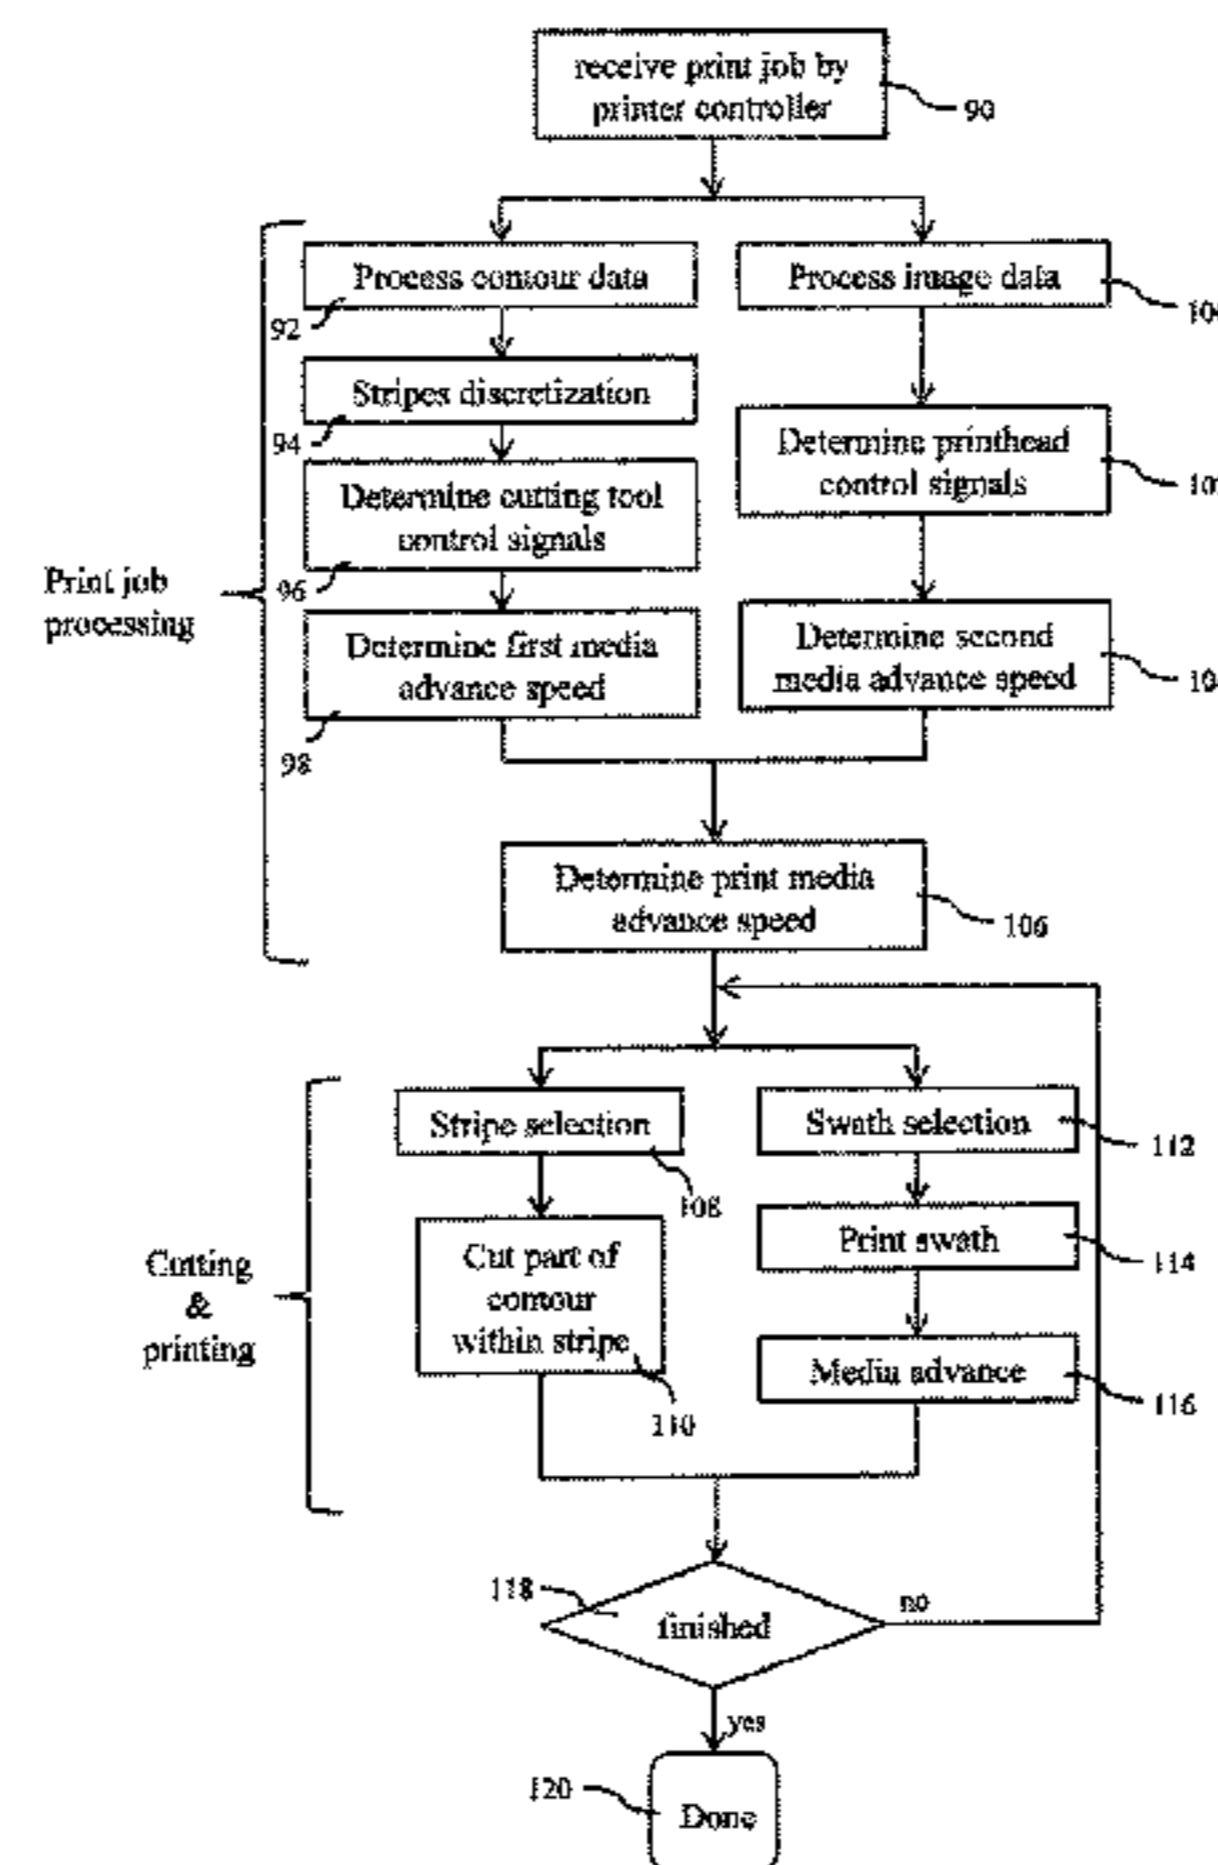 receive print job by
printer controller
90
Process contour data
92
Process image data
Stripes discretization
94
Determine printhead
control signals
Determine cutting tool
control signals
96
Print job
processing
Determine first media
advance speed
98
Determine second
media advance speed
Determine print media
advance speed
106
Stripe selection
108
Swath selection
112
Cut part of
contour
within stripe
110
Print swath
114
Cutting
&
printing
Media advance
116
118
finished
no
yes
120
Done